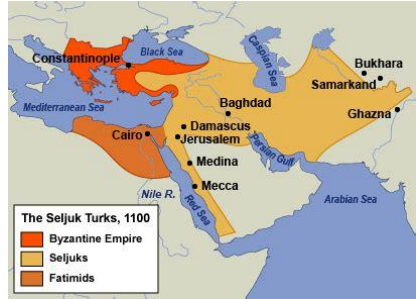 Constantinople
Black Sea
Caspian Sea
Bukhara
Samarkand
Mediterranean Sea
Baghdad
Ghazna
Cairo
Damascus
Jerusalem
Persian Gulf
Medina
Nile R.
Mecca
Red Sea
Arabian Sea
The Seljuk Turks, 1100
Byzantine Empire
Seljuks
Fatimids